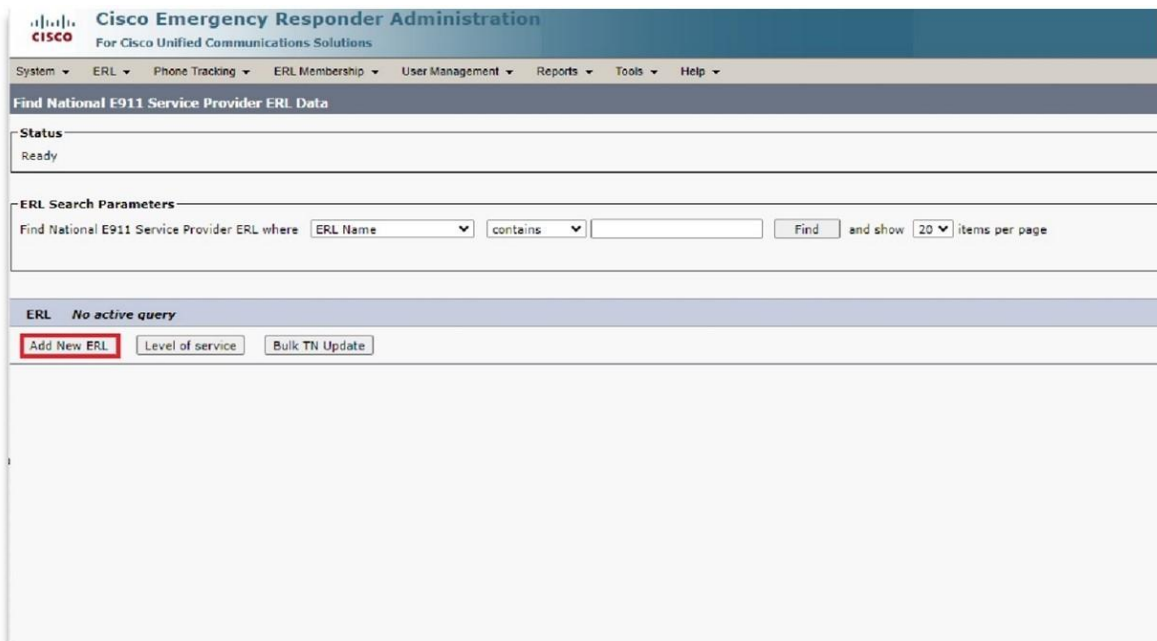 cisco
Cisco Emergency Responder Administration
For Cisco Unified Communications Solutions
System ERL Phone Tracking ERL Membership User Management Reports Tools Help
Find National E911 Service Provider ERL Data
Status
Ready
ERL Search Parameters
Find National E911 Service Provider ERL where ERL Name contains Find and show 20 items per page
ERL No active query
Add New ERL Level of service Bulk TN Update